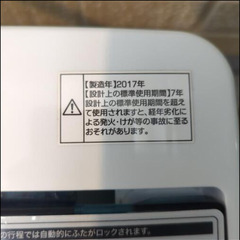 【製造年】2017年
【設計上の標準使用期間】7年
設計上の標準使用期間を超え
て使用されますと、経年劣化に
よる発火・けが等の事故に至る
おそれがあります。
の行程では自動的にふたがロックされます。